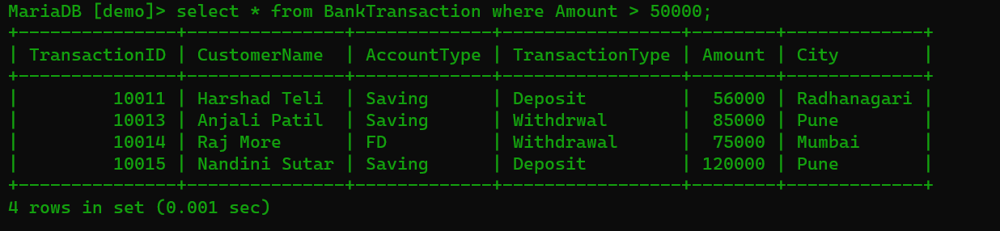 MariaDB [demo]> select * from BankTransaction where Amount > 50000;
+---------------+---------------+-------------+-----------------+--------+-------------+
| TransactionID | CustomerName  | AccountType | TransactionType | Amount | City        |
+---------------+---------------+-------------+-----------------+--------+-------------+
|         10011 | Harshad Teli  | Saving      | Deposit         |  56000 | Radhanagari |
|         10013 | Anjali Patil  | Saving      | Withdrwal       |  85000 | Pune        |
|         10014 | Raj More      | FD          | Withdrawal      |  75000 | Mumbai      |
|         10015 | Nandini Sutar | Saving      | Deposit         | 120000 | Pune        |
+---------------+---------------+-------------+-----------------+--------+-------------+
4 rows in set (0.001 sec)